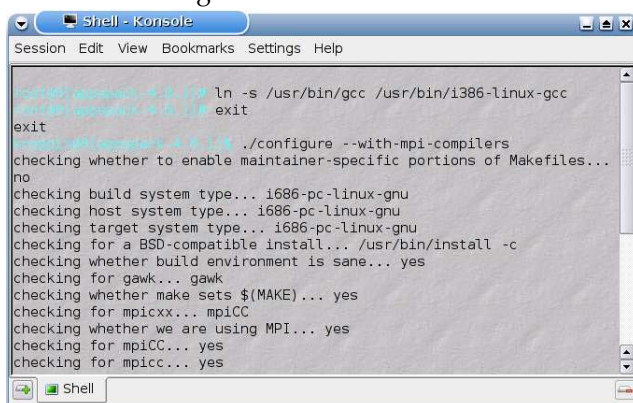 Shell - Konsole
Session Edit View Bookmarks Settings Help
ln -s /usr/bin/gcc /usr/bin/i386-linux-gcc
exit
exit
./configure --with-mpi-compilers
checking whether to enable maintainer-specific portions of Makefiles...
no
checking build system type... i686-pc-linux-gnu
checking host system type... i686-pc-linux-gnu
checking target system type... i686-pc-linux-gnu
checking for a BSD-compatible install... /usr/bin/install -c
checking whether build environment is sane... yes
checking for gawk... gawk
checking whether make sets $(MAKE)... yes
checking for mpicxx... mpiCC
checking whether we are using MPI... yes
checking for mpiCC... yes
checking for mpicc... yes
Shell